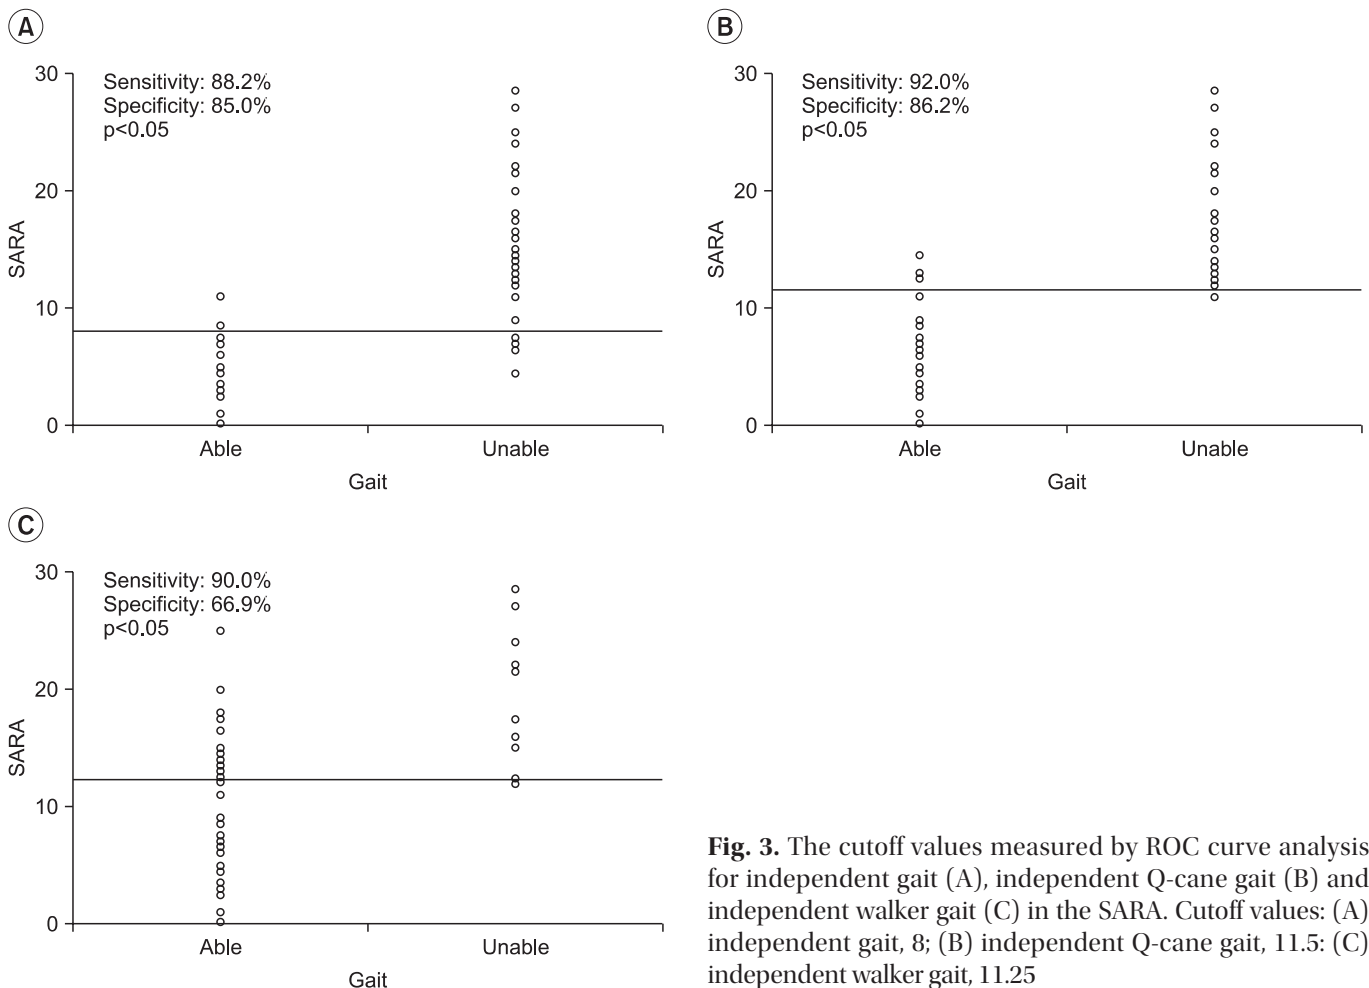 A
30
20
10
0
SARA
Sensitivity: 88.2%
Specificity: 85.0%
p<0.05
Able
Unable
Gait
B
30
20
10
0
SARA
Sensitivity: 92.0%
Specificity: 86.2%
p<0.05
Able
Unable
Gait
C
30
20
10
0
SARA
Sensitivity: 90.0%
Specificity: 66.9%
p<0.05
Able
Unable
Gait
Fig. 3. The cutoff values measured by ROC curve analysis
for independent gait (A), independent Q-cane gait (B) and
independent walker gait (C) in the SARA. Cutoff values: (A)
independent gait, 8; (B) independent Q-cane gait, 11.5: (C)
independent walker gait, 11.25